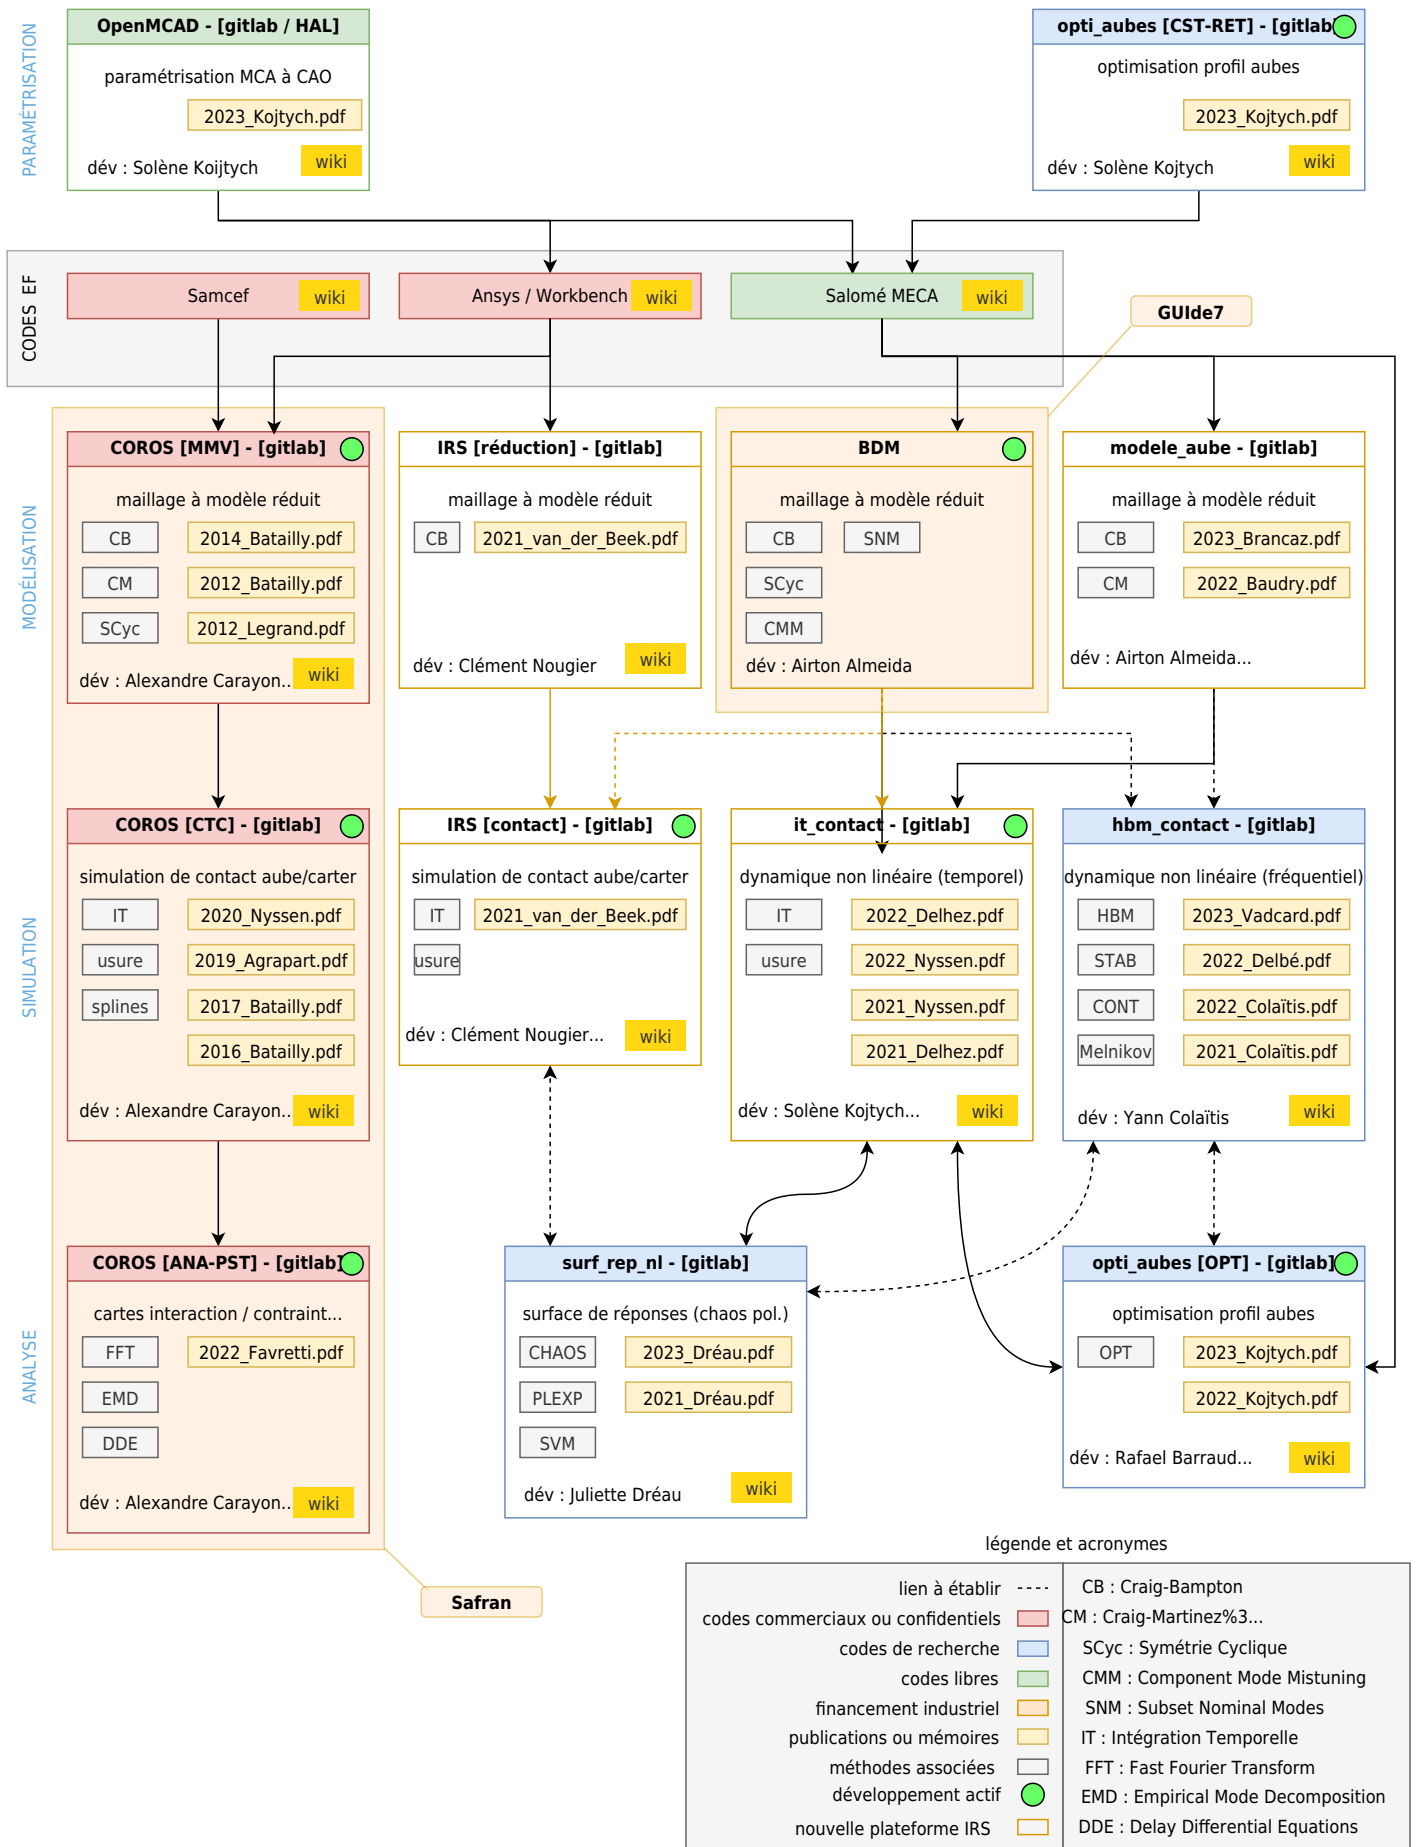 PARAMÉTRISATION
OpenMCAD - [gitlab / HAL]
paramétrisation MCA à CAO
2023_Kojtych.pdf
wiki
dév : Solène Koijtych
opti_aubes [CST-RET] - [gitlab]
optimisation profil aubes
2023_Kojtych.pdf
wiki
dév : Solène Kojtych
CODES EF
Samcef
wiki
Ansys / Workbench
wiki
Salomé MECA
wiki
GUIde7
MODÉLISATION
COROS [MMV] - [gitlab]
maillage à modèle réduit
CB
2014_Batailly.pdf
CM
2012_Batailly.pdf
SCyc
2012_Legrand.pdf
dév : Alexandre Carayon...
wiki
IRS [réduction] - [gitlab]
maillage à modèle réduit
CB
2021_van_der_Beek.pdf
dév : Clément Nougier
wiki
BDM
maillage à modèle réduit
CB
SNM
SCyc
CMM
dév : Airton Almeida
modele_aube - [gitlab]
maillage à modèle réduit
CB
2023_Brancaz.pdf
CM
2022_Baudry.pdf
dév : Airton Almeida...
SIMULATION
COROS [CTC] - [gitlab]
simulation de contact aube/carter
IT
2020_Nyssen.pdf
usure
2019_Agrapart.pdf
splines
2017_Batailly.pdf
2016_Batailly.pdf
dév : Alexandre Carayon...
wiki
IRS [contact] - [gitlab]
simulation de contact aube/carter
IT
2021_van_der_Beek.pdf
usure
dév : Clément Nougier...
wiki
it_contact - [gitlab]
dynamique non linéaire (temporel)
IT
2022_Delhez.pdf
usure
2022_Nyssen.pdf
2021_Nyssen.pdf
2021_Delhez.pdf
dév : Solène Kojtych...
wiki
hbm_contact - [gitlab]
dynamique non linéaire (fréquentiel)
HBM
2023_Vadcard.pdf
STAB
2022_Delbé.pdf
CONT
2022_Colaïtis.pdf
Melnikov
2021_Colaïtis.pdf
dév : Yann Colaïtis
wiki
ANALYSE
COROS [ANA-PST] - [gitlab]
cartes interaction / contraint...
FFT
2022_Favretti.pdf
EMD
DDE
dév : Alexandre Carayon...
wiki
surf_rep_nl - [gitlab]
surface de réponses (chaos pol.)
CHAOS
2023_Dréau.pdf
PLEXP
2021_Dréau.pdf
SVM
dév : Juliette Dréau
wiki
opti_aubes [OPT] - [gitlab]
optimisation profil aubes
OPT
2023_Kojtych.pdf
2022_Kojtych.pdf
dév : Rafael Barraud...
wiki
Safran
légende et acronymes
lien à établir
codes commerciaux ou confidentiels
codes de recherche
codes libres
financement industriel
publications ou mémoires
méthodes associées
développement actif
nouvelle plateforme IRS
CB : Craig-Bampton
CM : Craig-Martinez%3...
SCyc : Symétrie Cyclique
CMM : Component Mode Mistuning
SNM : Subset Nominal Modes
IT : Intégration Temporelle
FFT : Fast Fourier Transform
EMD : Empirical Mode Decomposition
DDE : Delay Differential Equations